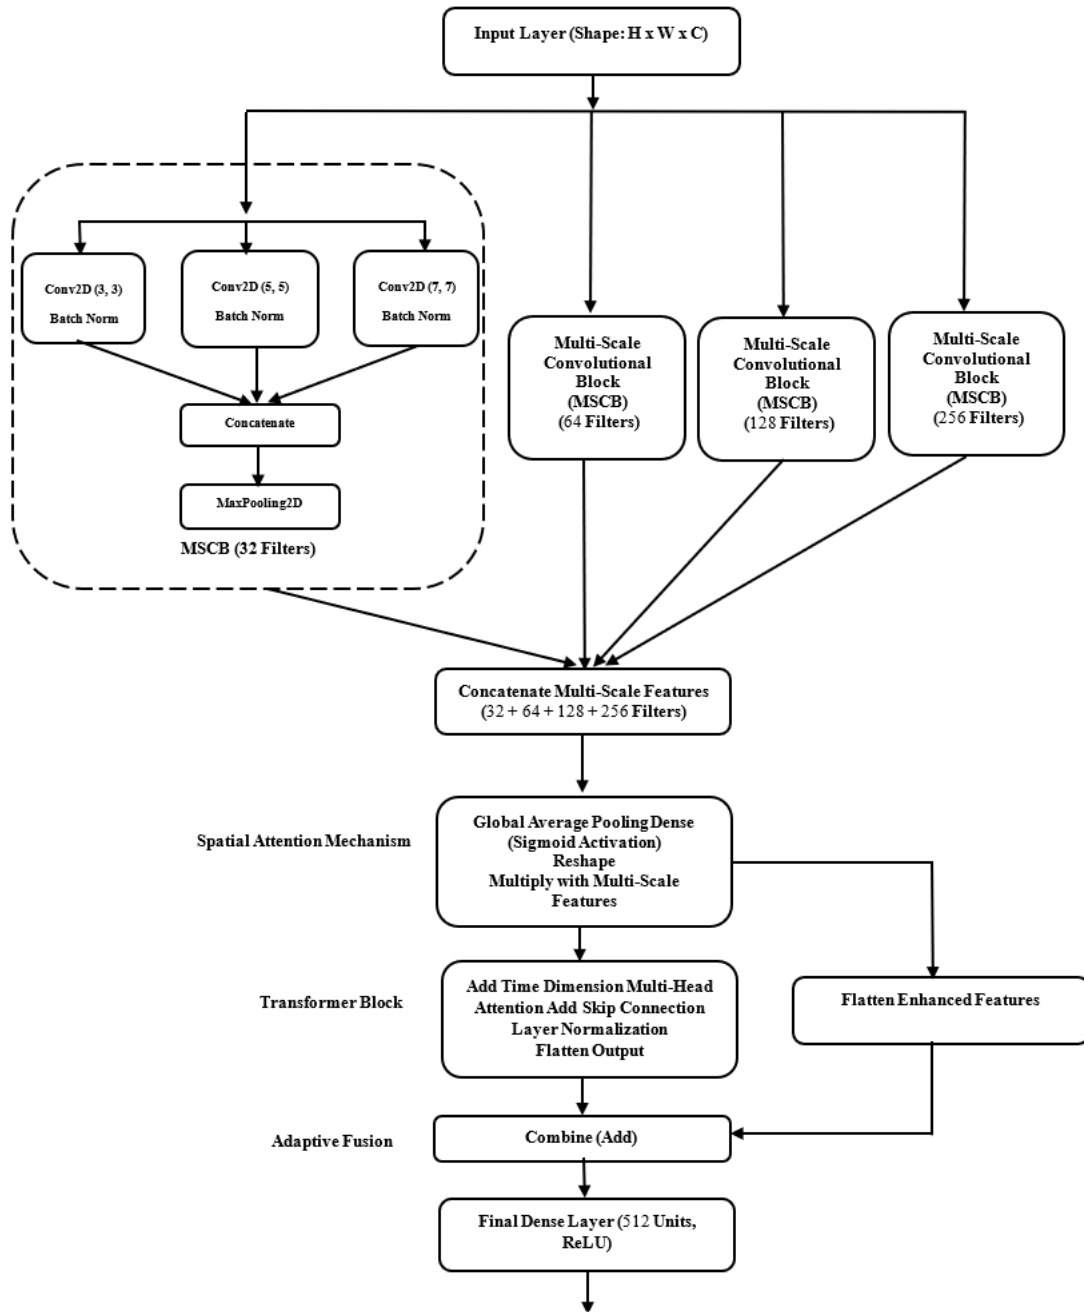 Input Layer (Shape: H x W x C)
Conv2D (3, 3)
Batch Norm
Conv2D (5, 5)
Batch Norm
Conv2D (7, 7)
Batch Norm
Concatenate
MaxPooling2D
MSCB (32 Filters)
Multi-Scale
Convolutional
Block
(MSCB)
(64 Filters)
Multi-Scale
Convolutional
Block
(MSCB)
(128 Filters)
Multi-Scale
Convolutional
Block
(MSCB)
(256 Filters)
Concatenate Multi-Scale Features
(32 + 64 + 128 + 256 Filters)
Spatial Attention Mechanism
Global Average Pooling Dense
(Sigmoid Activation)
Reshape
Multiply with Multi-Scale
Features
Transformer Block
Add Time Dimension Multi-Head
Attention Add Skip Connection
Layer Normalization
Flatten Output
Flatten Enhanced Features
Adaptive Fusion
Combine (Add)
Final Dense Layer (512 Units,
ReLU)